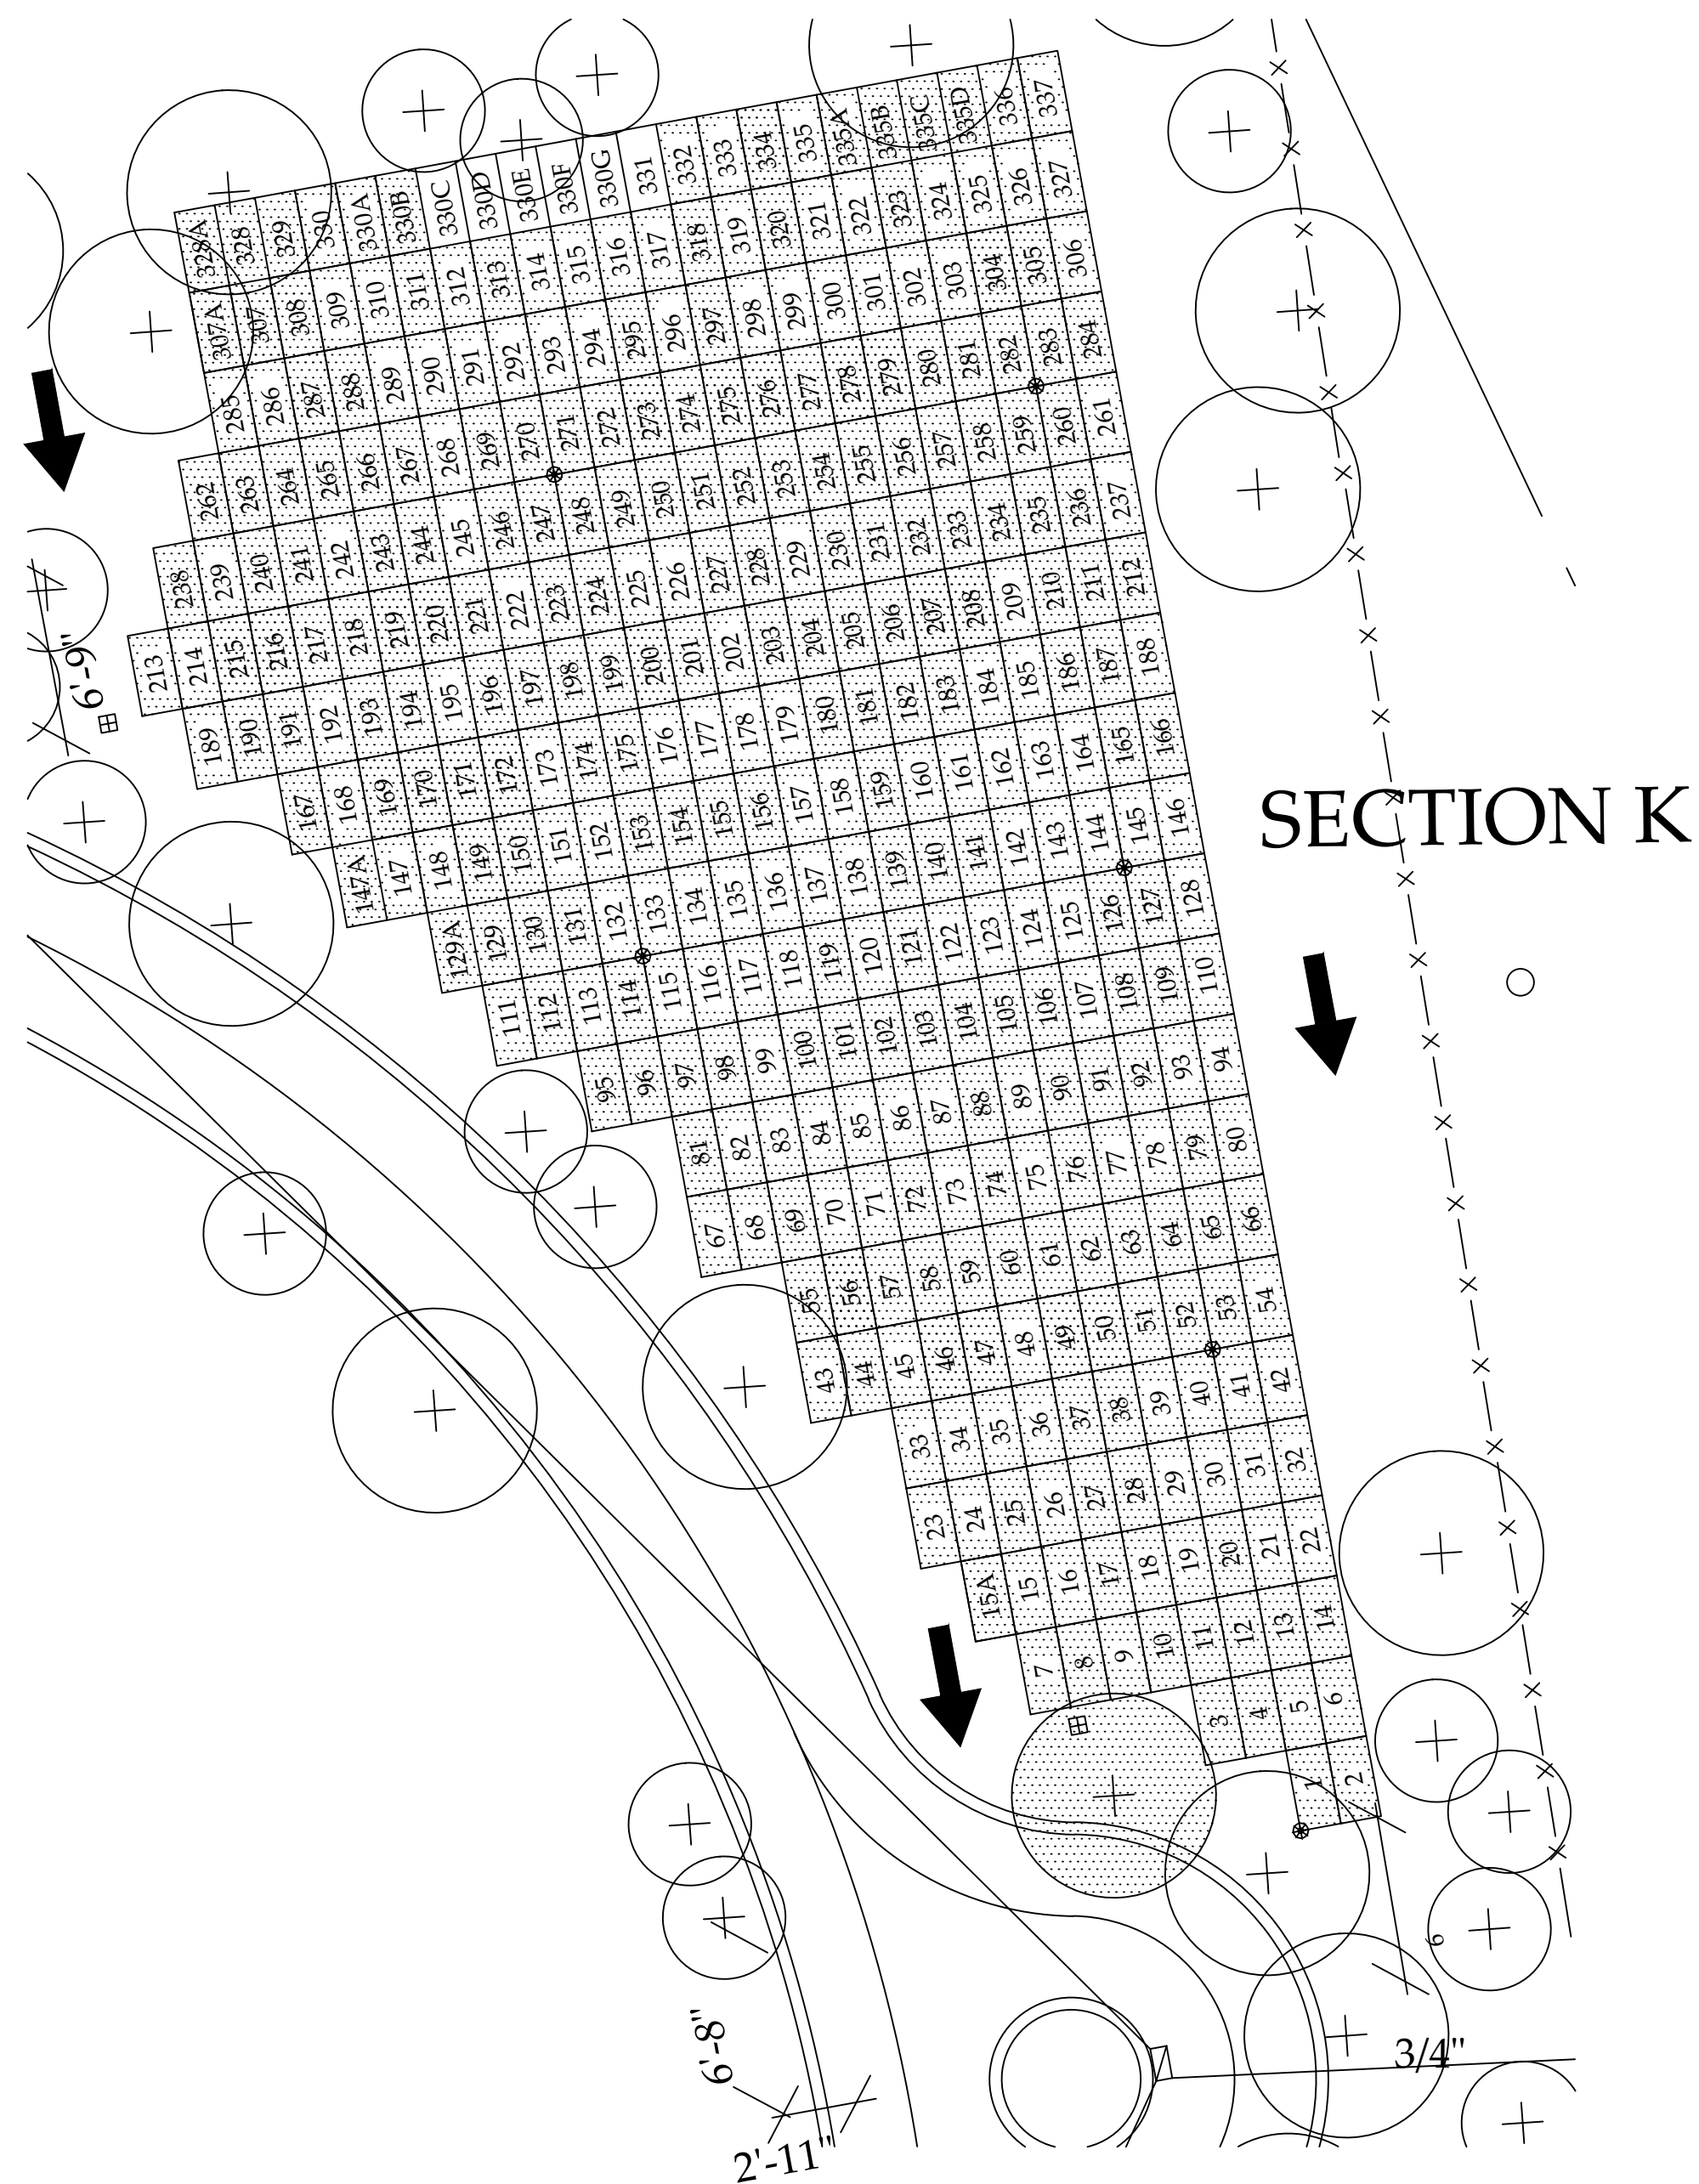 328A 328 329 330 330A 330B 330C 330D 330E 330F 330G 331 332 333 334 335 335A 335B 335C 335D 336 337
307A 307 308 309 310 311 312 313 314 315 316 317 318 319 320 321 322 323 324 325 326 327
285 286 287 288 289 290 291 292 293 294 295 296 297 298 299 300 301 302 303 304 305 306
262 263 264 265 266 267 268 269 270 271 272 273 274 275 276 277 278 279 280 281 282 283 284
238 239 240 241 242 243 244 245 246 247 248 249 250 251 252 253 254 255 256 257 258 259 260 261
213 214 215 216 217 218 219 220 221 222 223 224 225 226 227 228 229 230 231 232 233 234 235 236 237
6'-9"
189 190 191 192 193 194 195 196 197 198 199 200 201 202 203 204 205 206 207 208 209 210 211 212
167 168 169 170 171 172 173 174 175 176 177 178 179 180 181 182 183 184 185 186 187 188
147A 147 148 149 150 151 152 153 154 155 156 157 158 159 160 161 162 163 164 165 166
SECTION K
129A 129 130 131 132 133 134 135 136 137 138 139 140 141 142 143 144 145 146
111 112 113 114 115 116 117 118 119 120 121 122 123 124 125 126 127 128
95 96 97 98 99 100 101 102 103 104 105 106 107 108 109 110
81 82 83 84 85 86 87 88 89 90 91 92 93 94
67 68 69 70 71 72 73 74 75 76 77 78 79 80
55 56 57 58 59 60 61 62 63 64 65 66
43 44 45 46 47 48 49 50 51 52 53 54
33 34 35 36 37 38 39 40 41 42
23 24 25 26 27 28 29 30 31 32
15A 15 16 17 18 19 20 21 22
7 8 9 10 11 12 13 14
3 4 5 6
1 2
6
6'-8"
3/4"
2'-11"